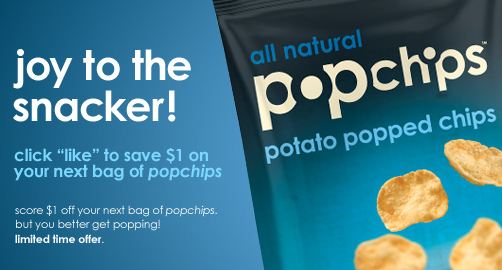 joy to the
snacker!
click “like” to save $1 on
your next bag of popchips
score $1 off your next bag of popchips.
but you better get popping!
limited time offer.
all natural
popchips™
potato popped chips